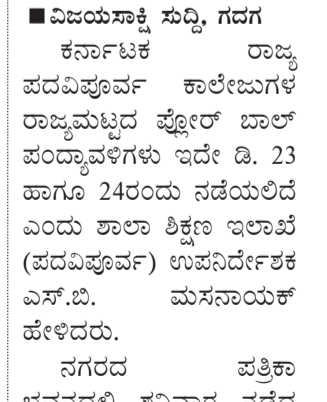 ■ ವಿಜಯಸಾಕ್ಷಿ ಸುದ್ದಿ, ಗದಗ
ಕರ್ನಾಟಕ ರಾಜ್ಯ
ಪದವಿಪೂರ್ವ ಕಾಲೇಜುಗಳ
ರಾಜ್ಯಮಟ್ಟದ ಫ್ಲೋರ್ ಬಾಲ್
ಪಂದ್ಯಾವಳಿಗಳು ಇದೇ ಡಿ. 23
ಹಾಗೂ 24ರಂದು ನಡೆಯಲಿದೆ
ಎಂದು ಶಾಲಾ ಶಿಕ್ಷಣ ಇಲಾಖೆ
(ಪದವಿಪೂರ್ವ) ಉಪನಿರ್ದೇಶಕ
ಎಸ್.ಬಿ. ಮಸನಾಯಕ್
ಹೇಳಿದರು.
ನಗರದ ಪತ್ರಿಕಾ